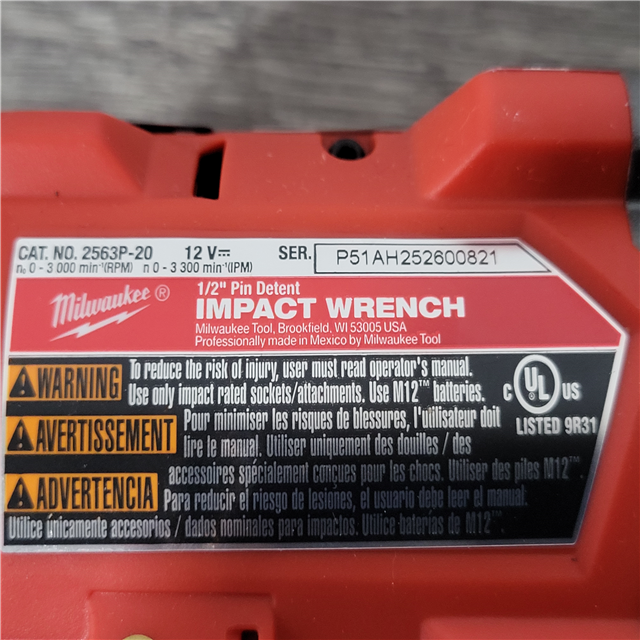 CAT. NO. 2563P-20 12 V⎓ SER. P51AH252600821
n₀ 0 - 3 000 min⁻¹(RPM) n 0 - 3 300 min⁻¹(IPM)
Milwaukee ®
1/2" Pin Detent
IMPACT WRENCH
Milwaukee Tool, Brookfield, WI 53005 USA
Professionally made in Mexico by Milwaukee Tool
WARNING To reduce the risk of injury, user must read operator's manual.
Use only impact rated sockets/attachments. Use M12™ batteries.
C UL US
LISTED 9R31
AVERTISSEMENT Pour minimiser les risques de blessures, l'utilisateur doit
lire le manual. Utiliser uniquement des douilles / des
accessoires spécialement conçues pour les chocs. Utiliser des piles M12™.
ADVERTENCIA Para reducir el riesgo de lesiones, el usuario debe leer el manual.
Utilice únicamente accesorios / dados nominales para impactos. Utilice baterías de M12™.